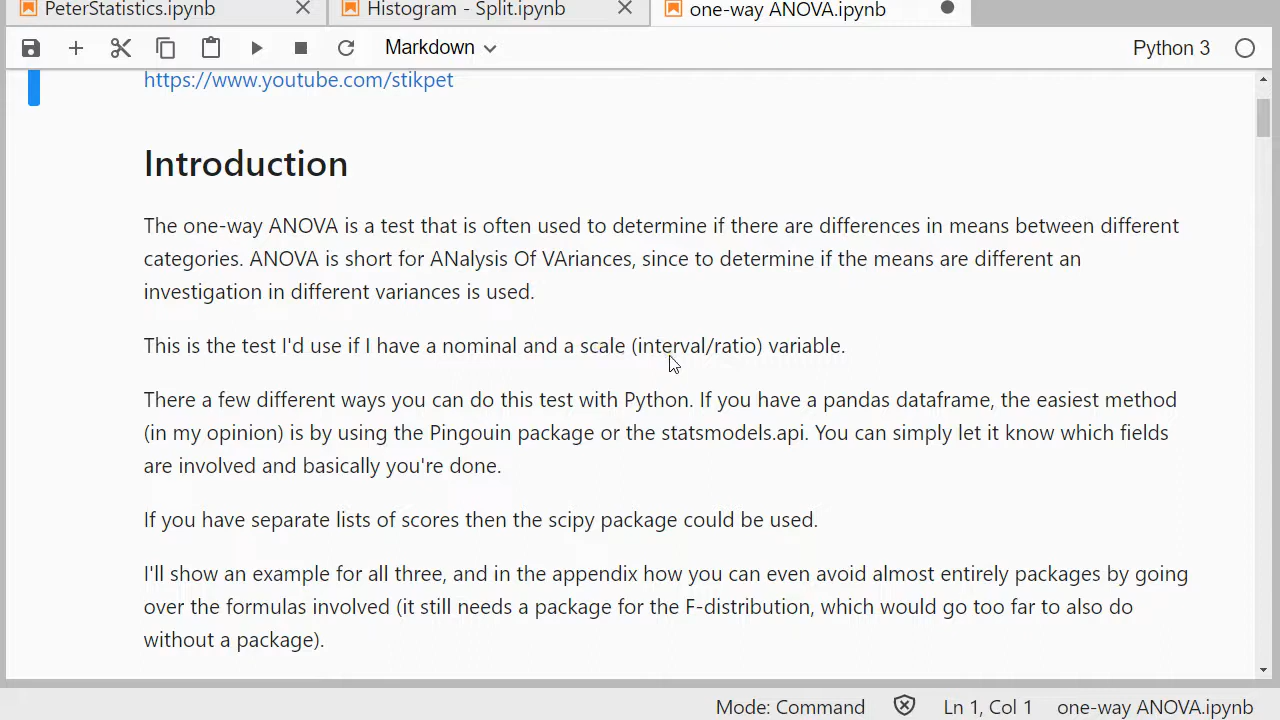 PeterStatistics.ipynb
Histogram - Split.ipynb
one-way ANOVA.ipynb
Markdown
Python 3
https://www.youtube.com/stikpet
Introduction
The one-way ANOVA is a test that is often used to determine if there are differences in means between different
categories. ANOVA is short for ANalysis Of VAriances, since to determine if the means are different an
investigation in different variances is used.
This is the test I'd use if I have a nominal and a scale (interval/ratio) variable.
There a few different ways you can do this test with Python. If you have a pandas dataframe, the easiest method
(in my opinion) is by using the Pingouin package or the statsmodels.api. You can simply let it know which fields
are involved and basically you're done.
If you have separate lists of scores then the scipy package could be used.
I'll show an example for all three, and in the appendix how you can even avoid almost entirely packages by going
over the formulas involved (it still needs a package for the F-distribution, which would go too far to also do
without a package).
Mode: Command
Ln 1, Col 1
one-way ANOVA.ipynb